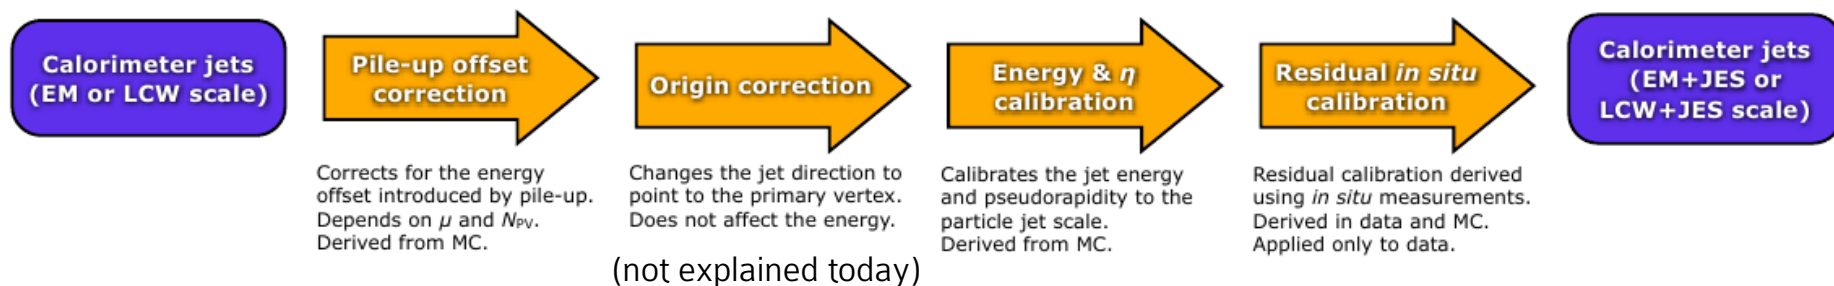 Calorimeter jets
(EM or LCW scale)
Pile-up offset
correction
Corrects for the energy
offset introduced by pile-up.
Depends on μ and NPV.
Derived from MC.
Origin correction
Changes the jet direction to
point to the primary vertex.
Does not affect the energy.
(not explained today)
Energy & η
calibration
Calibrates the jet energy
and pseudorapidity to the
particle jet scale.
Derived from MC.
Residual in situ
calibration
Residual calibration derived
using in situ measurements.
Derived in data and MC.
Applied only to data.
Calorimeter jets
(EM+JES or
LCW+JES scale)